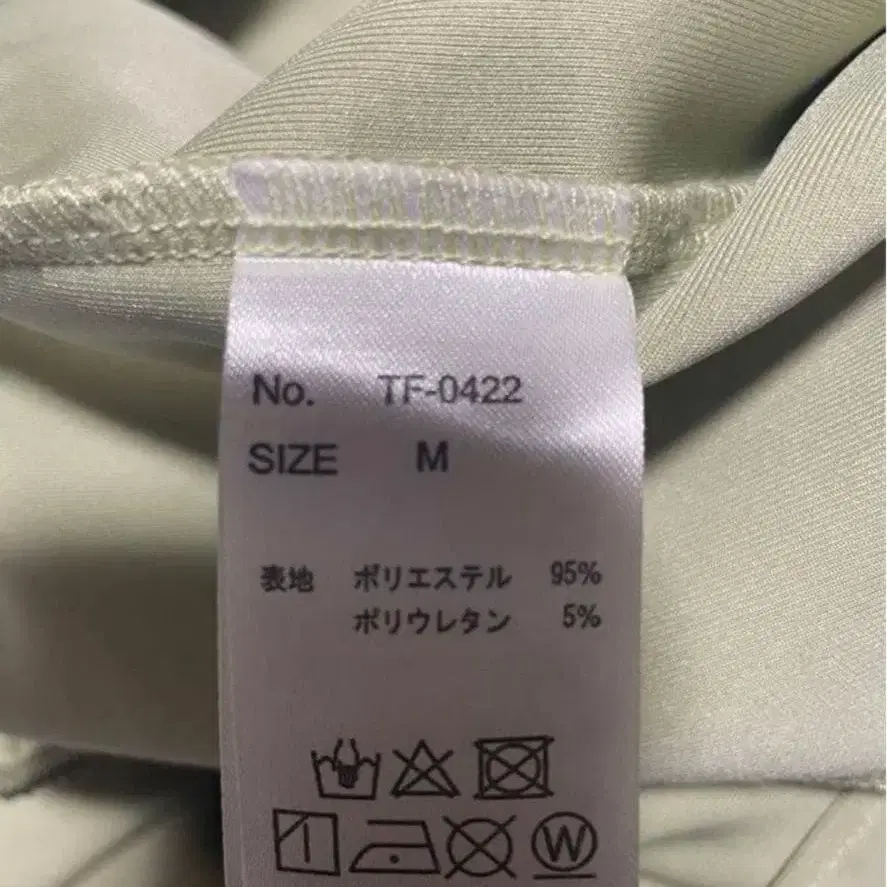 No. TF-0422
SIZE M
表地 ポリエステル 95%
ポリウレタン 5%
W